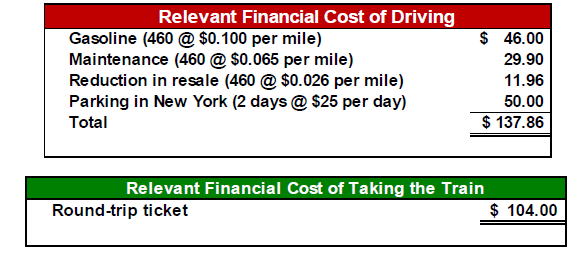 Relevant Financial Cost of Driving
Gasoline (460 @ $0.100 per mile) $ 46.00
Maintenance (460 @ $0.065 per mile) 29.90
Reduction in resale (460 @ $0.026 per mile) 11.96
Parking in New York (2 days @ $25 per day) 50.00
Total $ 137.86
Relevant Financial Cost of Taking the Train
Round-trip ticket $ 104.00